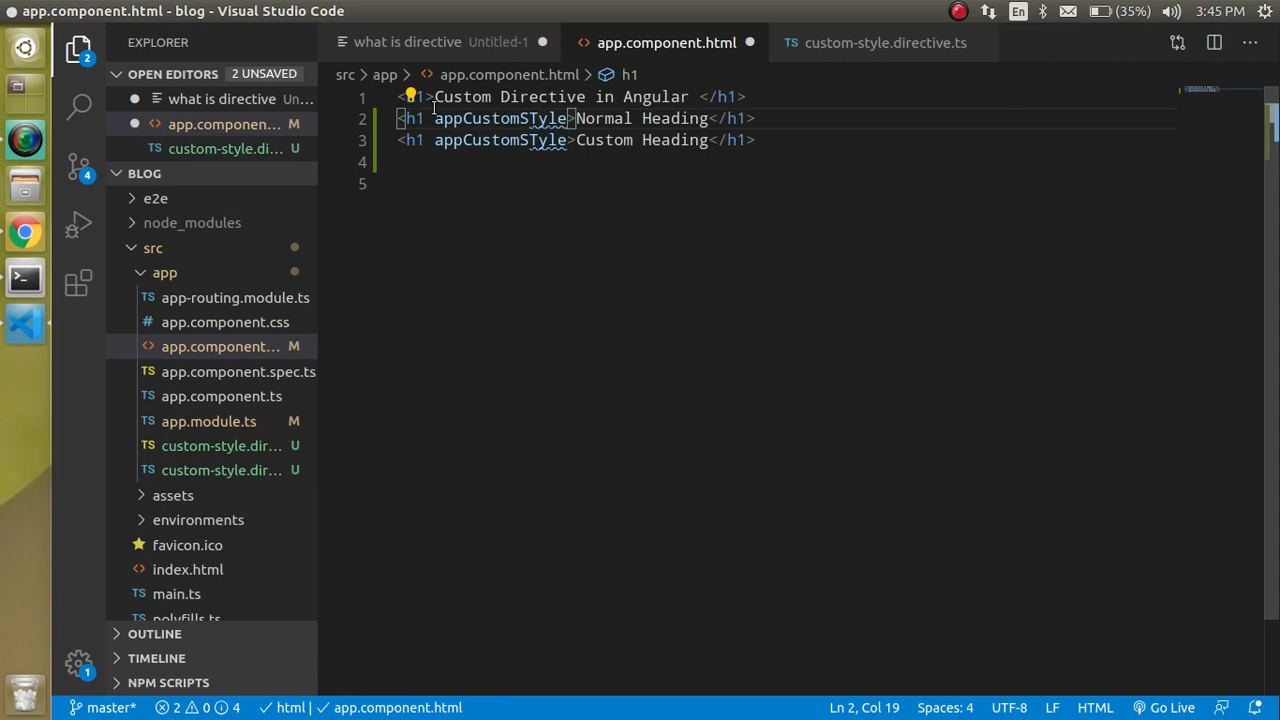 app.component.html - blog - Visual Studio Code
En
(35%)
3:45 PM
EXPLORER
what is directive Untitled-1
app.component.html
custom-style.directive.ts
OPEN EDITORS 2 UNSAVED
src > app > app.component.html > h1
what is directive Un...
app.componen... M
custom-style.di... U
BLOG
e2e
node_modules
src
app
app-routing.module.ts
app.component.css
app.component... M
app.component.spec.ts
app.component.ts
app.module.ts M
custom-style.dir... U
custom-style.dir... U
assets
environments
favicon.ico
index.html
main.ts
polyfills.ts
OUTLINE
TIMELINE
NPM SCRIPTS
1 <h1>Custom Directive in Angular </h1>
2 <h1 appCustomSTyle>Normal Heading</h1>
3 <h1 appCustomSTyle>Custom Heading</h1>
4
5
2
4
1
master* 2 0 4 html | app.component.html
Ln 2, Col 19 Spaces: 4 UTF-8 LF HTML Go Live